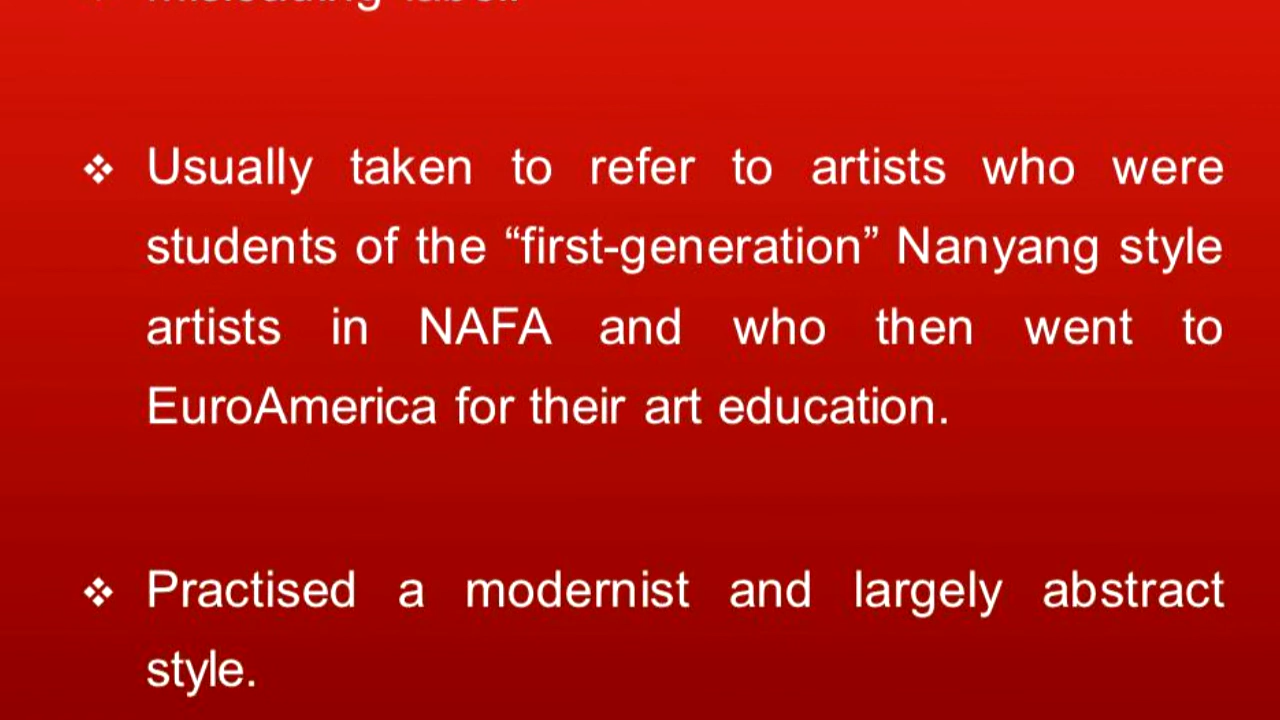 ❖ Usually taken to refer to artists who were
students of the “first-generation” Nanyang style
artists in NAFA and who then went to
EuroAmerica for their art education.
❖ Practised a modernist and largely abstract
style.